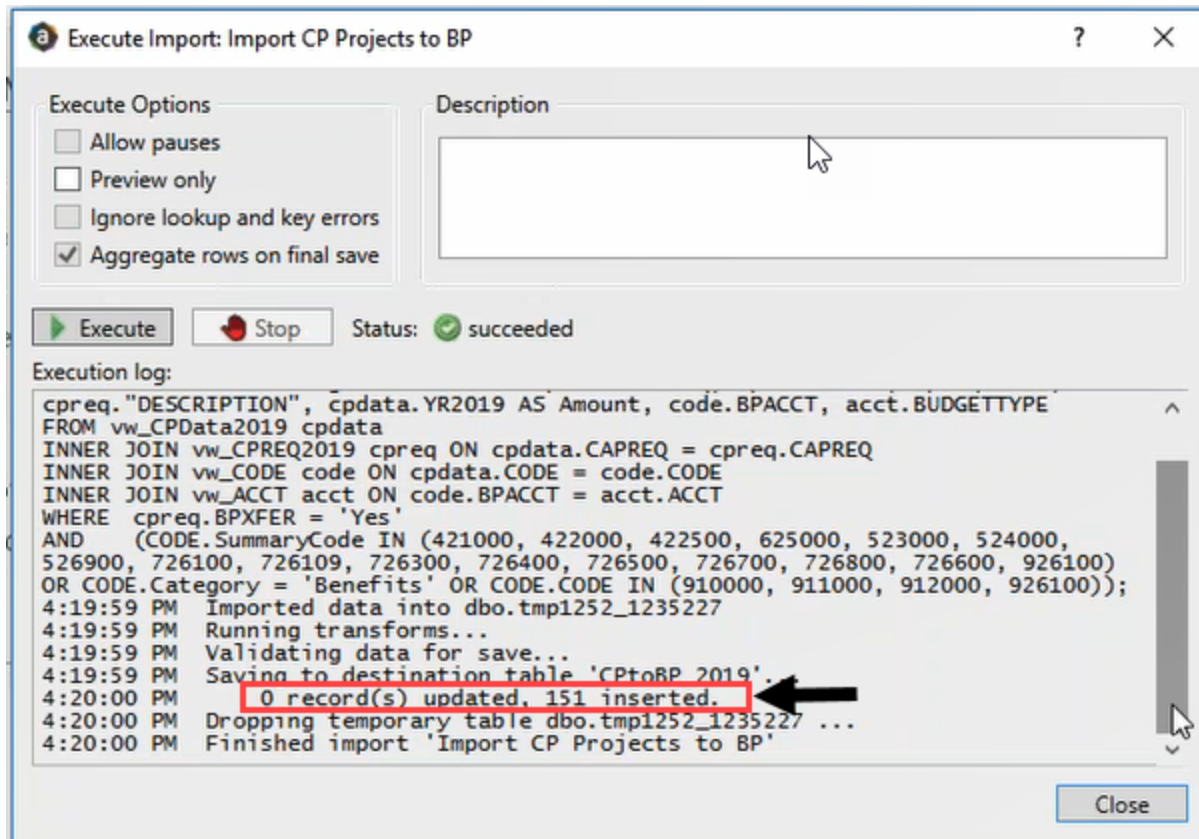 Execute Import: Import CP Projects to BP
Execute Options
Description
Allow pauses
Preview only
Ignore lookup and key errors
Aggregate rows on final save
Execute Stop Status: succeeded
Execution log:
cpreq."DESCRIPTION", cpdata.YR2019 AS Amount, code.BPACCT, acct.BUDGETTYPE
FROM vw_CPData2019 cpdata
INNER JOIN vw_CPREQ2019 cpreq ON cpdata.CAPREQ = cpreq.CAPREQ
INNER JOIN vw_CODE code ON cpdata.CODE = code.CODE
INNER JOIN vw_ACCT acct ON code.BPACCT = acct.ACCT
WHERE cpreq.BPXFER = 'Yes'
AND (CODE.SummaryCode IN (421000, 422000, 422500, 625000, 523000, 524000,
526900, 726100, 726109, 726300, 726400, 726500, 726700, 726800, 726600, 926100)
OR CODE.Category = 'Benefits' OR CODE.CODE IN (910000, 911000, 912000, 926100));
4:19:59 PM Imported data into dbo.tmp1252_1235227
4:19:59 PM Running transforms...
4:19:59 PM Validating data for save...
4:19:59 PM Saving to destination table 'CPtoBP_2019'...
4:20:00 PM 0 record(s) updated, 151 inserted.
4:20:00 PM Dropping temporary table dbo.tmp1252_1235227 ...
4:20:00 PM Finished import 'Import CP Projects to BP'
Close